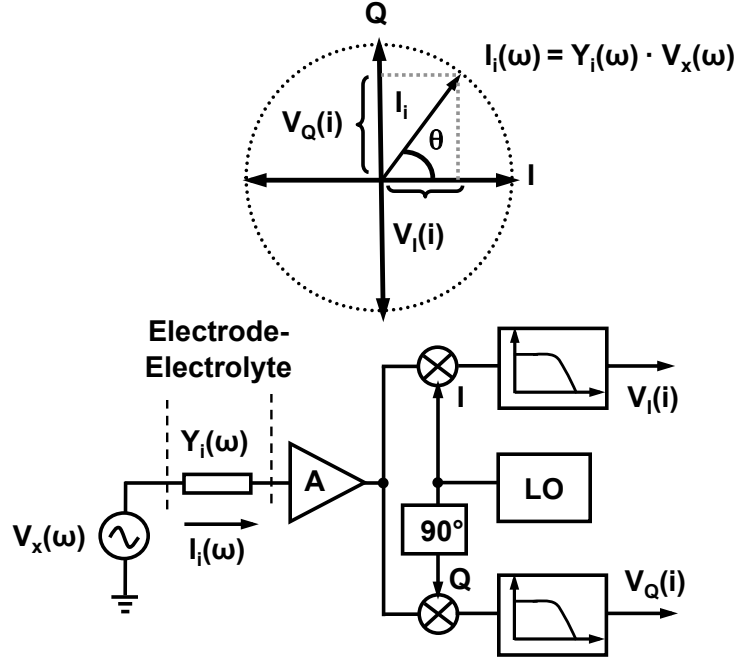 Q
I_i(ω) = Y_i(ω) · V_x(ω)
I_i
V_Q(i)
θ
I
V_I(i)
Electrode-
Electrolyte
I
V_I(i)
Y_i(ω)
A
LO
V_x(ω)
I_i(ω)
90°
Q
V_Q(i)